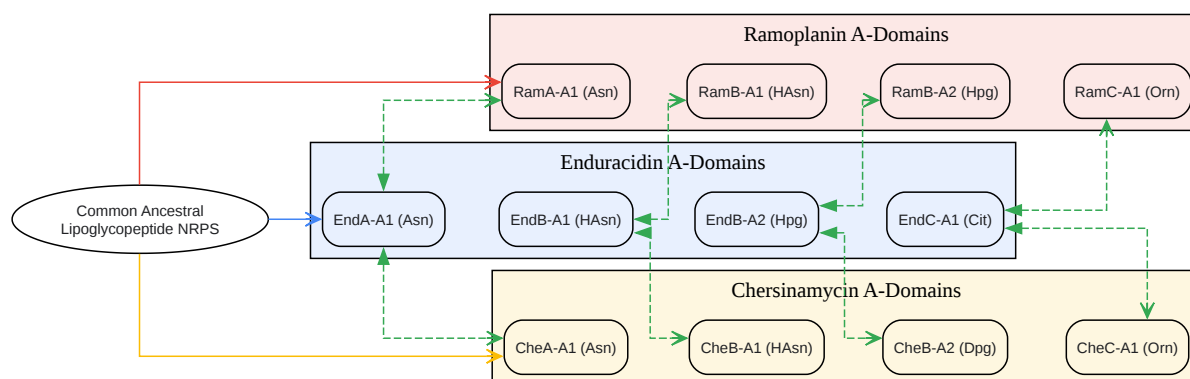 Ramoplanin A-Domains
RamA-A1 (Asn)
RamB-A1 (HAsn)
RamB-A2 (Hpg)
RamC-A1 (Orn)
Enduracidin A-Domains
Common Ancestral
Lipoglycopeptide NRPS
EndA-A1 (Asn)
EndB-A1 (HAsn)
EndB-A2 (Hpg)
EndC-A1 (Cit)
Chersinamycin A-Domains
CheA-A1 (Asn)
CheB-A1 (HAsn)
CheB-A2 (Dpg)
CheC-A1 (Orn)